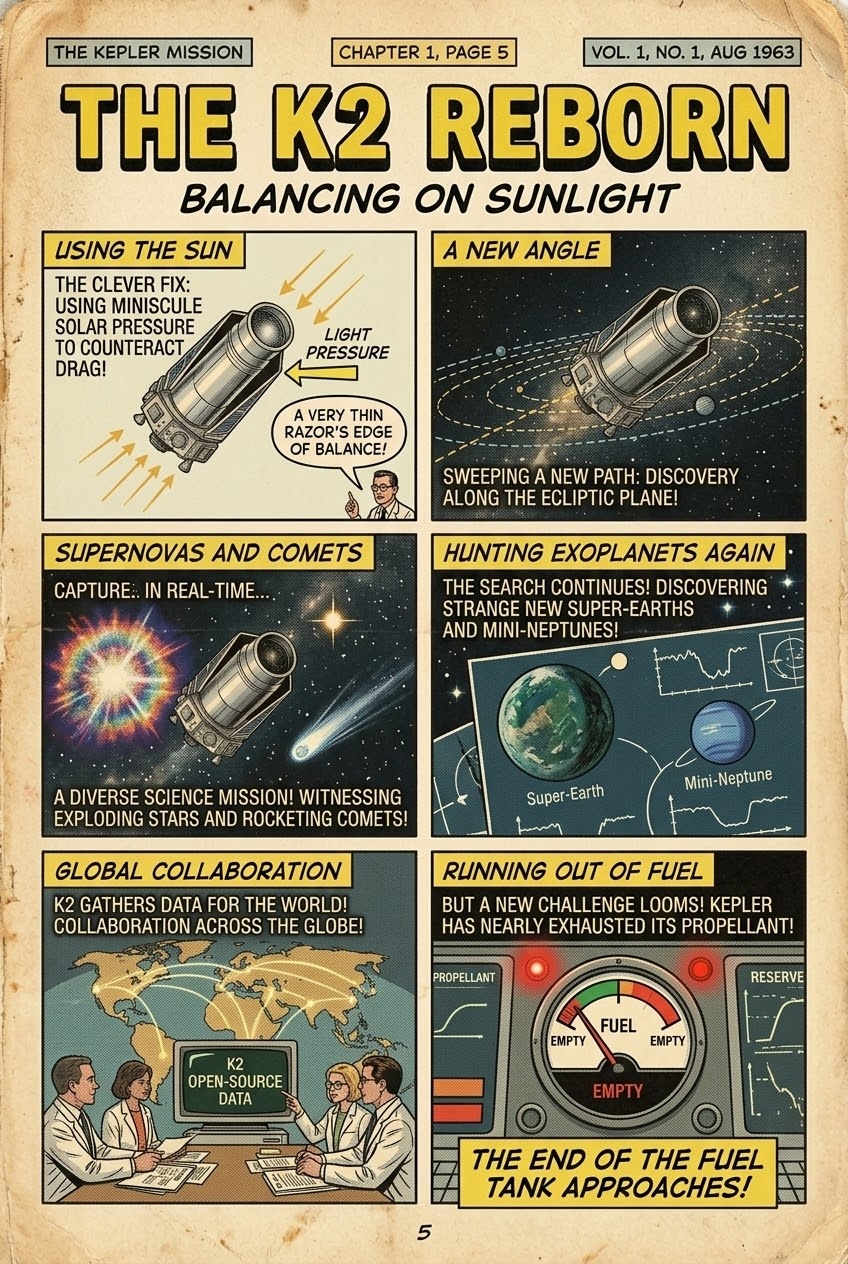 THE KEPLER MISSION
CHAPTER 1, PAGE 5
VOL. 1, NO. 1, AUG 1963
THE K2 REBORN
BALANCING ON SUNLIGHT
USING THE SUN
THE CLEVER FIX:
USING MINISCULE
SOLAR PRESSURE
TO COUNTERACT
DRAG!
LIGHT
PRESSURE
A VERY THIN
RAZOR'S EDGE
OF BALANCE!
A NEW ANGLE
SWEEPING A NEW PATH: DISCOVERY
ALONG THE ECLIPTIC PLANE!
SUPERNOVAS AND COMETS
CAPTURE.. IN REAL-TIME...
A DIVERSE SCIENCE MISSION! WITNESSING
EXPLODING STARS AND ROCKETING COMETS!
HUNTING EXOPLANETS AGAIN
THE SEARCH CONTINUES! DISCOVERING
STRANGE NEW SUPER-EARTHS
AND MINI-NEPTUNES!
Super-Earth
Mini-Neptune
GLOBAL COLLABORATION
K2 GATHERS DATA FOR THE WORLD!
COLLABORATION ACROSS THE GLOBE!
K2
OPEN-SOURCE
DATA
RUNNING OUT OF FUEL
BUT A NEW CHALLENGE LOOMS! KEPLER
HAS NEARLY EXHAUSTED ITS PROPELLANT!
PROPELLANT
RESERVE
FUEL
EMPTY
EMPTY
EMPTY
THE END OF THE FUEL
TANK APPROACHES!
5